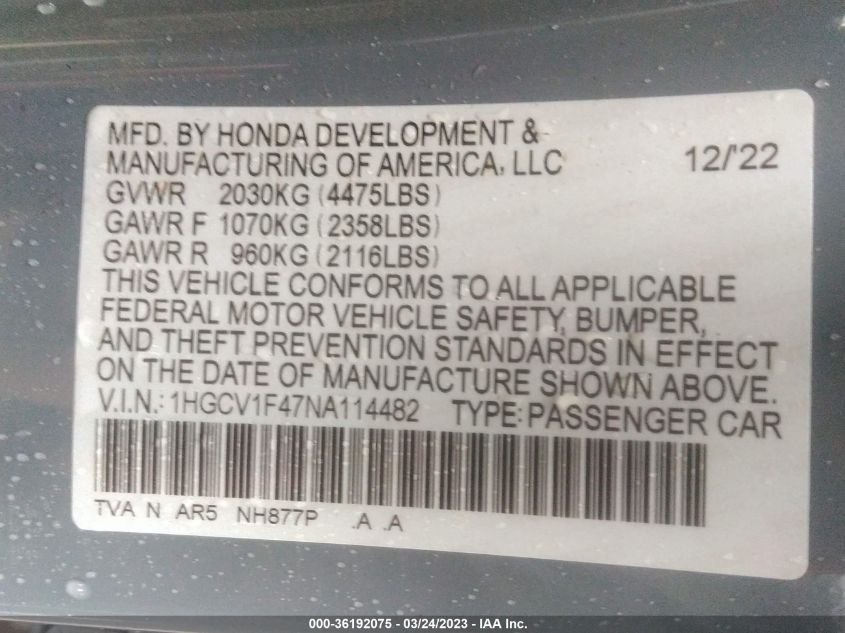 MFD. BY HONDA DEVELOPMENT &
MANUFACTURING OF AMERICA, LLC 12/'22
GVWR 2030KG (4475LBS)
GAWR F 1070KG (2358LBS)
GAWR R 960KG (2116LBS)
THIS VEHICLE CONFORMS TO ALL APPLICABLE
FEDERAL MOTOR VEHICLE SAFETY, BUMPER,
AND THEFT PREVENTION STANDARDS IN EFFECT
ON THE DATE OF MANUFACTURE SHOWN ABOVE.
V.I.N.: 1HGCV1F47NA114482 TYPE: PASSENGER CAR
TVA N AR5 NH877P .A .A
000-36192075 - 03/24/2023 - IAA Inc.